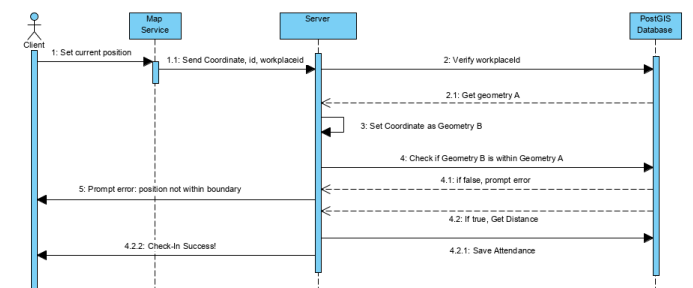 Map
Service
Server
PostGIS
Database
Client
1: Set current position
1.1: Send Coordinate, id, workplaceid
2: Verify workplaceId
2.1: Get geometry A
3: Set Coordinate as Geometry B
4: Check if Geometry B is within Geometry A
4.1: if false, prompt error
5: Prompt error: position not within boundary
4.2: If true, Get Distance
4.2.2: Check-In Success!
4.2.1: Save Attendance